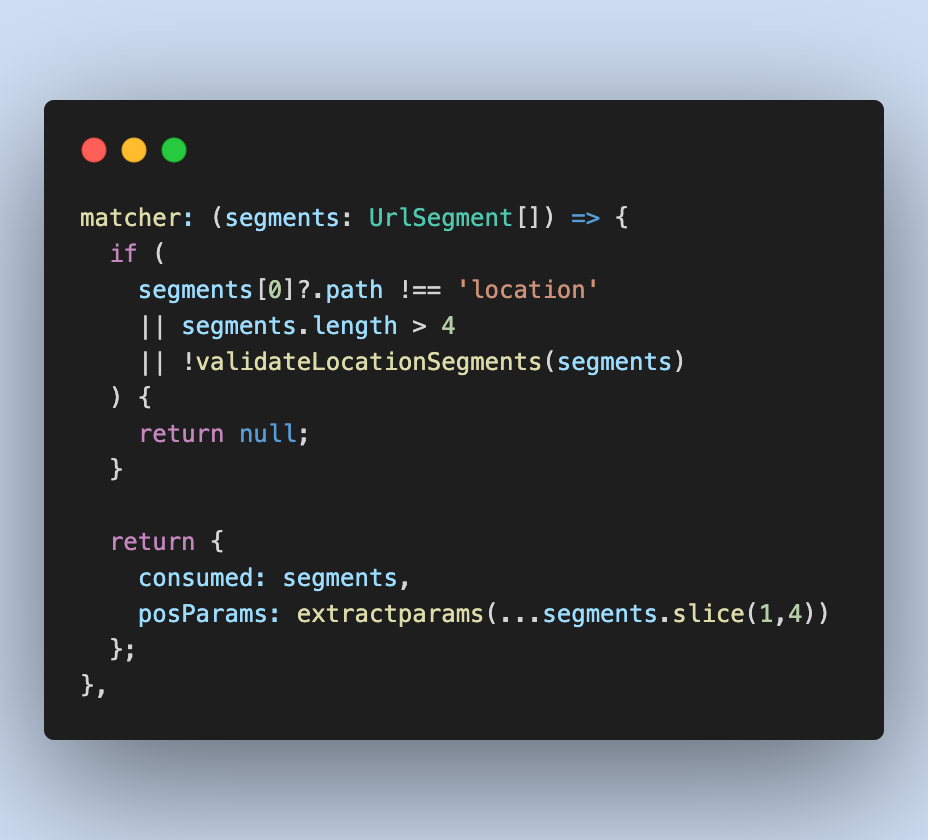 matcher: (segments: UrlSegment[]) => {
  if (
    segments[0]?.path !== 'location'
    || segments.length > 4
    || !validateLocationSegments(segments)
  ) {
    return null;
  }

  return {
    consumed: segments,
    posParams: extractparams(...segments.slice(1,4))
  };
},